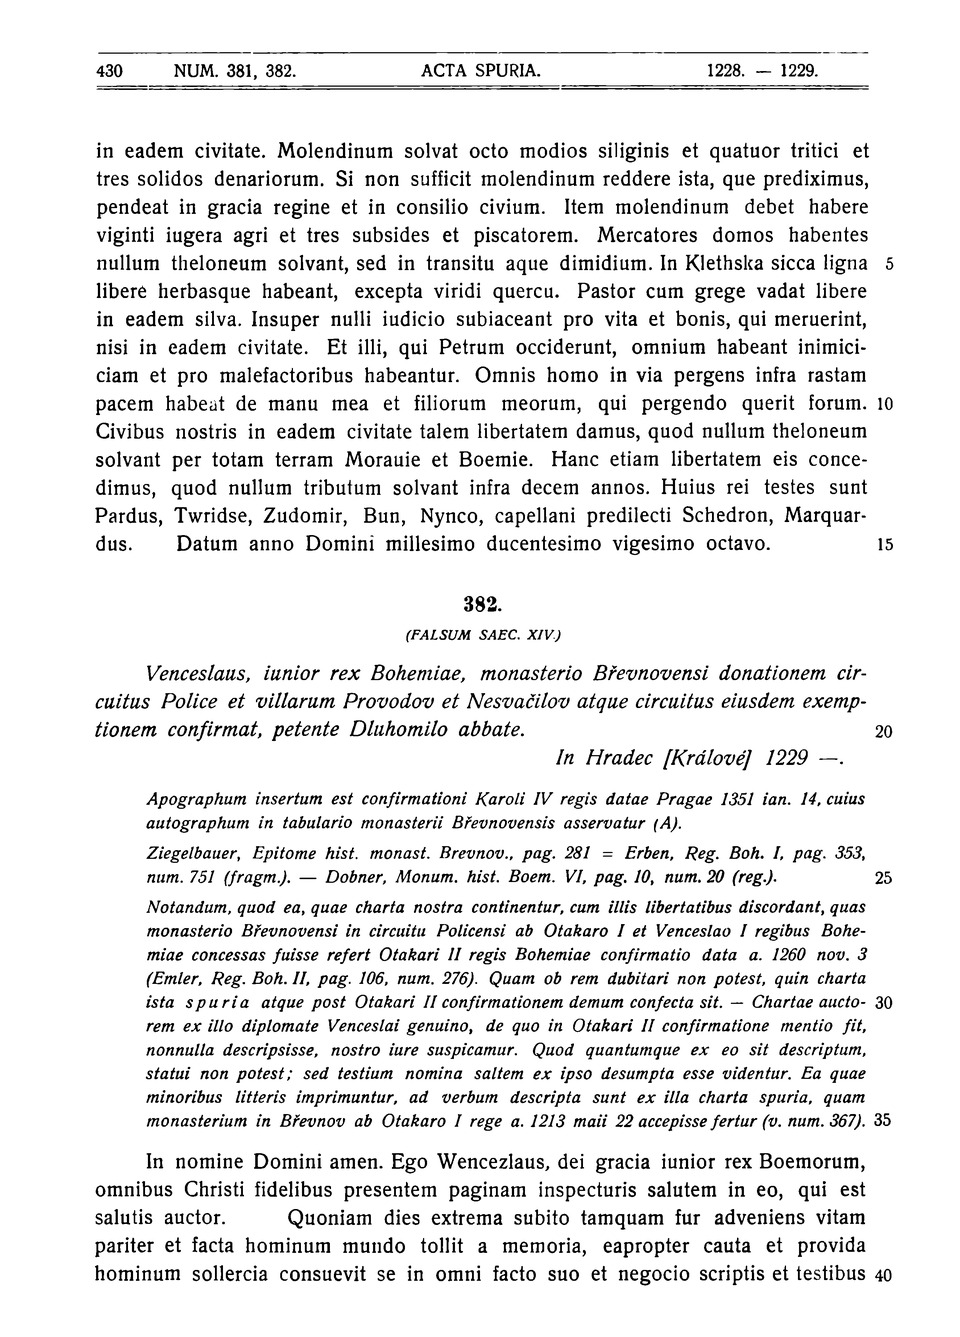 430 NUM. 381, 382. ACTA SPURIA. 1228. — 1229.
in eadem civitate. Molendinum solvat octo modios siliginis et quatuor tritici et
tres solidos denariorum. Si non sufficit molendinum reddere ista, que prediximus,
pendeat in gracia regine et in consilio civium. Item molendinum debet habere
viginti iugera agri et tres subsides et piscatorem. Mercatores domos habentes
nullum theloneum solvant, sed in transitu aque dimidium. In Klethska sicca ligna 5
libere herbasque habeant, excepta viridi quercu. Pastor cum grege vadat libere
in eadem silva. Insuper nulli iudicio subiaceant pro vita et bonis, qui meruerint,
nisi in eadem civitate. Et illi, qui Petrum occiderunt, omnium habeant inimici-
ciam et pro malefactoribus habeantur. Omnis homo in via pergens infra rastam
pacem habeat de manu mea et filiorum meorum, qui pergendo querit forum. 10
Civibus nostris in eadem civitate talem libertatem damus, quod nullum theloneum
solvant per totam terram Morauie et Boemie. Hanc etiam libertatem eis conce-
dimus, quod nullum tributum solvant infra decem annos. Huius rei testes sunt
Pardus, Twridse, Zudomir, Bun, Nynco, capellani predilecti Schedron, Marquar-
dus. Datum anno Domini millesimo ducentesimo vigesimo octavo. 15
382.
(FALSUM SAEC. XIV.)
Venceslaus, iunior rex Bohemiae, monasterio Břevnovensi donationem cir-
cuitus Police et villarum Provodov et Nesvačilov atque circuitus eiusdem exemp-
tionem confirmat, petente Dluhomilo abbate. 20
In Hradec [Králové] 1229 —.
Apographum insertum est confirmationi Karoli IV regis datae Pragae 1351 ian. 14, cuius
autographum in tabulario monasterii Břevnovensis asservatur (A).
Ziegelbauer, Epitome hist. monast. Brevnov., pag. 281 = Erben, Reg. Boh. I, pag. 353,
num. 751 (fragm.). — Dobner, Monum. hist. Boem. VI, pag. 10, num. 20 (reg.). 25
Notandum, quod ea, quae charta nostra continentur, cum illis libertatibus discordant, quas
monasterio Břevnovensi in circuitu Policensi ab Otakaro I et Venceslao I regibus Bohe-
miae concessas fuisse refert Otakari II regis Bohemiae confirmatio data a. 1260 nov. 3
(Emler, Reg. Boh. II, pag. 106, num. 276). Quam ob rem dubitari non potest, quin charta
ista spuria atque post Otakari II confirmationem demum confecta sit. — Chartae aucto- 30
rem ex illo diplomate Venceslai genuino, de quo in Otakari II confirmatione mentio fit,
nonnulla descripsisse, nostro iure suspicamur. Quod quantumque ex eo sit descriptum,
statui non potest; sed testium nomina saltem ex ipso desumpta esse videntur. Ea quae
minoribus litteris imprimuntur, ad verbum descripta sunt ex illa charta spuria, quam
monasterium in Břevnov ab Otakaro I rege a. 1213 maii 22 accepisse fertur (v. num. 367). 35
In nomine Domini amen. Ego Wencezlaus, dei gracia iunior rex Boemorum,
omnibus Christi fidelibus presentem paginam inspecturis salutem in eo, qui est
salutis auctor. Quoniam dies extrema subito tamquam fur adveniens vitam
pariter et facta hominum mundo tollit a memoria, eapropter cauta et provida
hominum sollercia consuevit se in omni facto suo et negocio scriptis et testibus 40